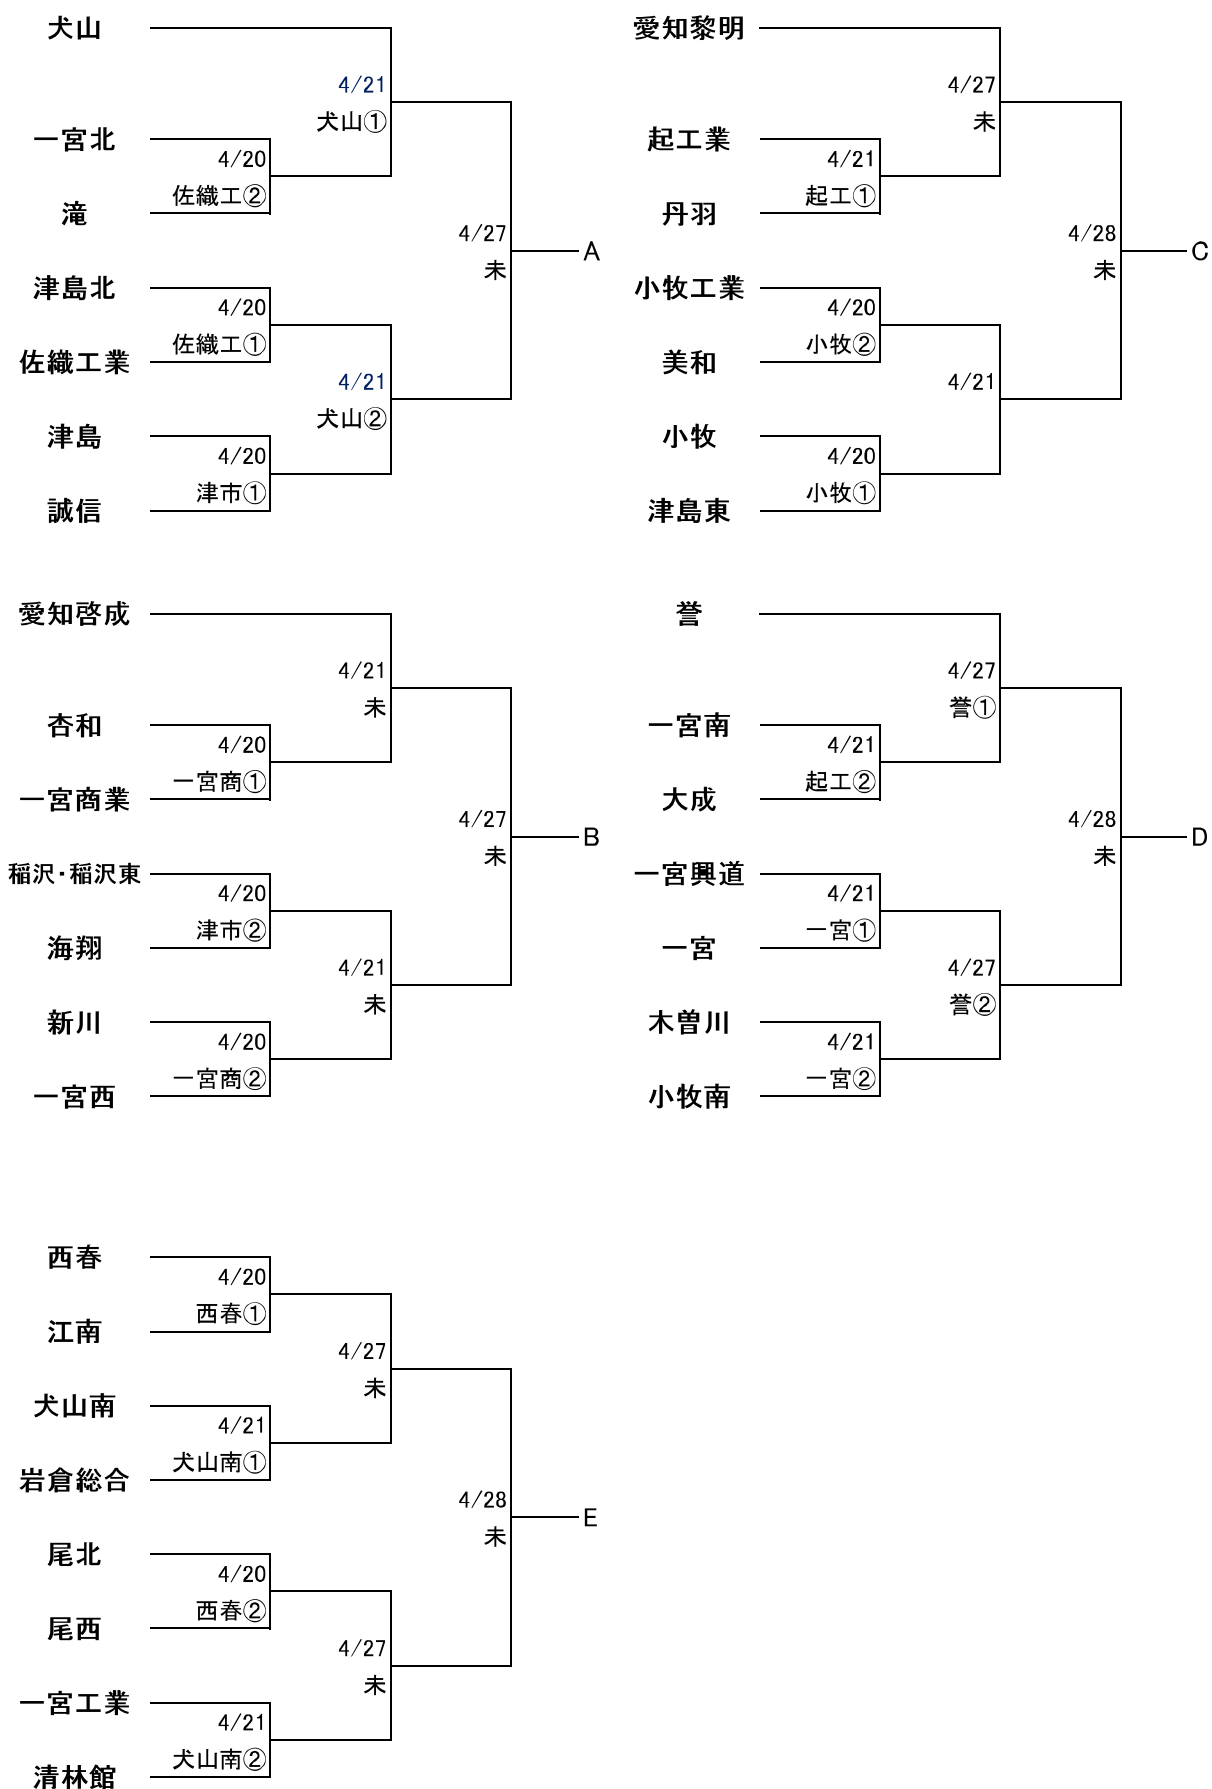 犬山
4/21
犬山①
一宮北
4/20
佐織工②
滝
4/27
未
A
津島北
4/20
佐織工①
佐織工業
4/21
犬山②
津島
4/20
津市①
誠信
愛知黎明
4/27
未
起工業
4/21
起工①
丹羽
4/28
未
C
小牧工業
4/20
小牧②
美和
4/21
小牧
4/20
小牧①
津島東
愛知啓成
4/21
未
杏和
4/20
一宮商①
一宮商業
4/27
未
B
稲沢・稲沢東
4/20
津市②
海翔
4/21
未
新川
4/20
一宮商②
一宮西
誉
4/27
誉①
一宮南
4/21
起工②
大成
4/28
未
D
一宮興道
4/21
一宮①
一宮
4/27
誉②
木曽川
4/21
一宮②
小牧南
西春
4/20
西春①
江南
4/27
未
犬山南
4/21
犬山南①
岩倉総合
4/28
未
E
尾北
4/20
西春②
尾西
4/27
未
一宮工業
4/21
犬山南②
清林館